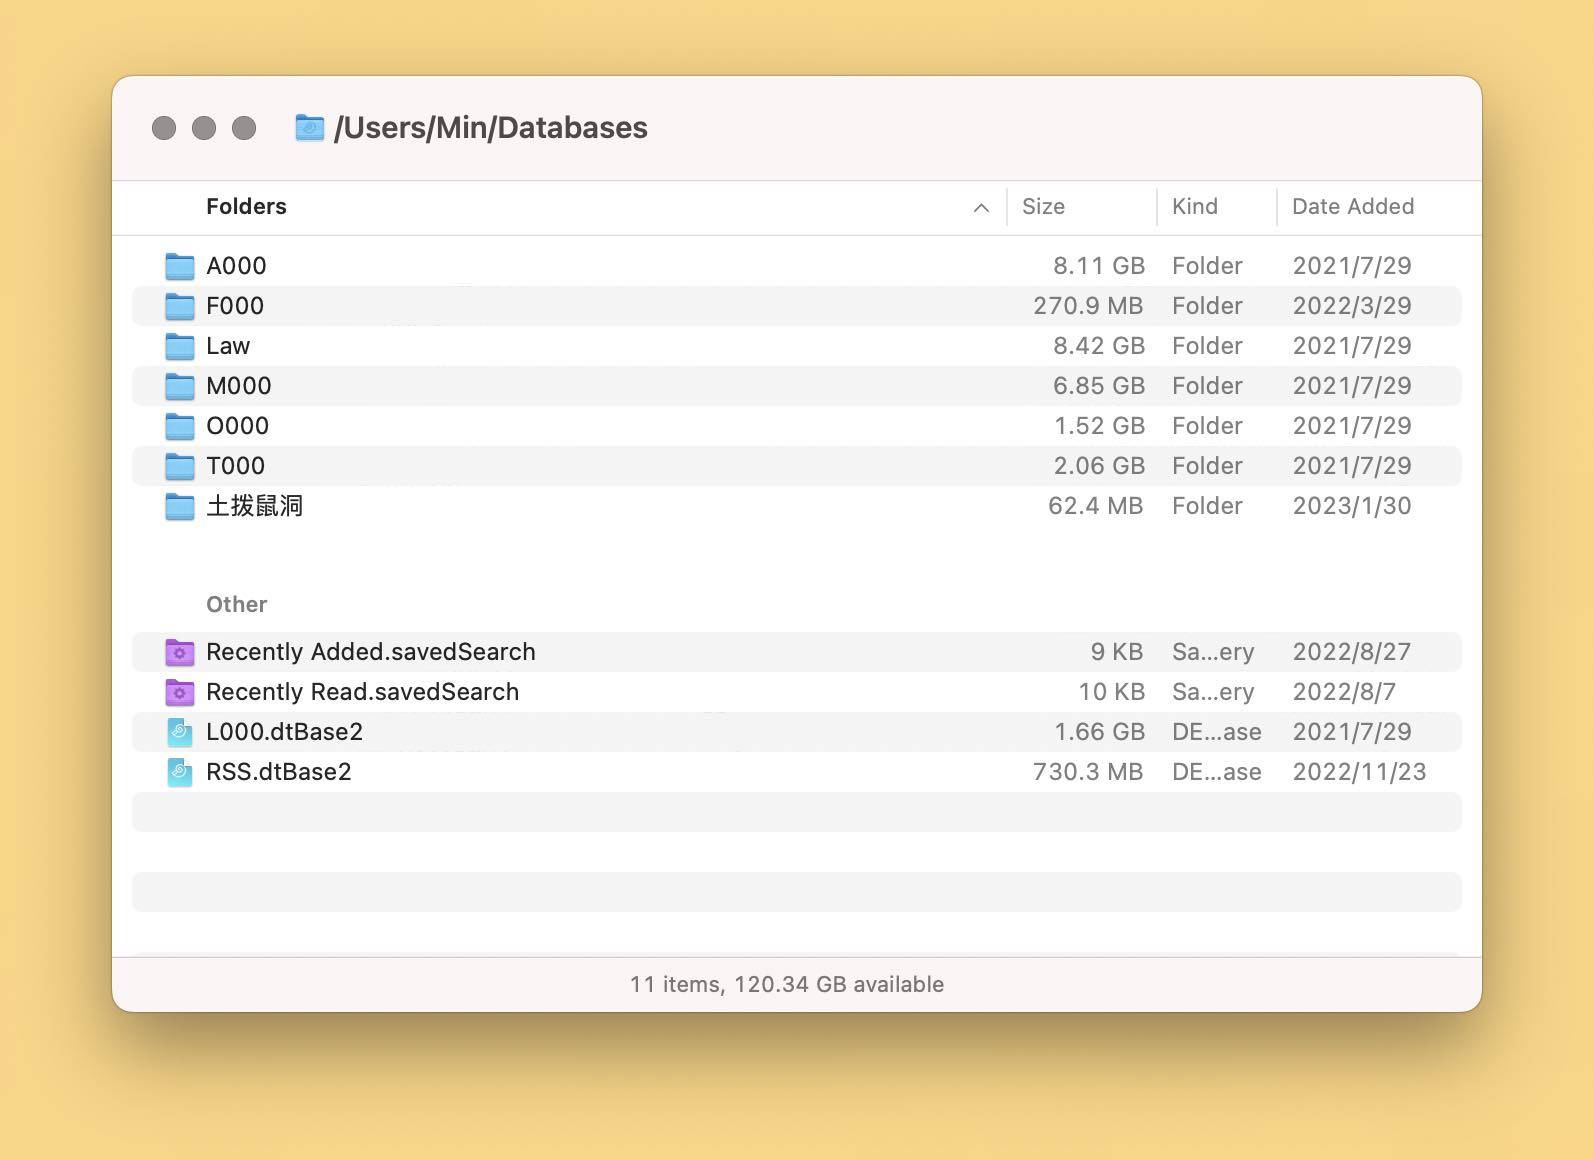 /Users/Min/Databases
Folders Size Kind Date Added
A000 8.11 GB Folder 2021/7/29
F000 270.9 MB Folder 2022/3/29
Law 8.42 GB Folder 2021/7/29
M000 6.85 GB Folder 2021/7/29
O000 1.52 GB Folder 2021/7/29
T000 2.06 GB Folder 2021/7/29
土拨鼠洞 62.4 MB Folder 2023/1/30
Other
Recently Added.savedSearch 9 KB Sa...ery 2022/8/27
Recently Read.savedSearch 10 KB Sa...ery 2022/8/7
L000.dtBase2 1.66 GB DE...ase 2021/7/29
RSS.dtBase2 730.3 MB DE...ase 2022/11/23
11 items, 120.34 GB available